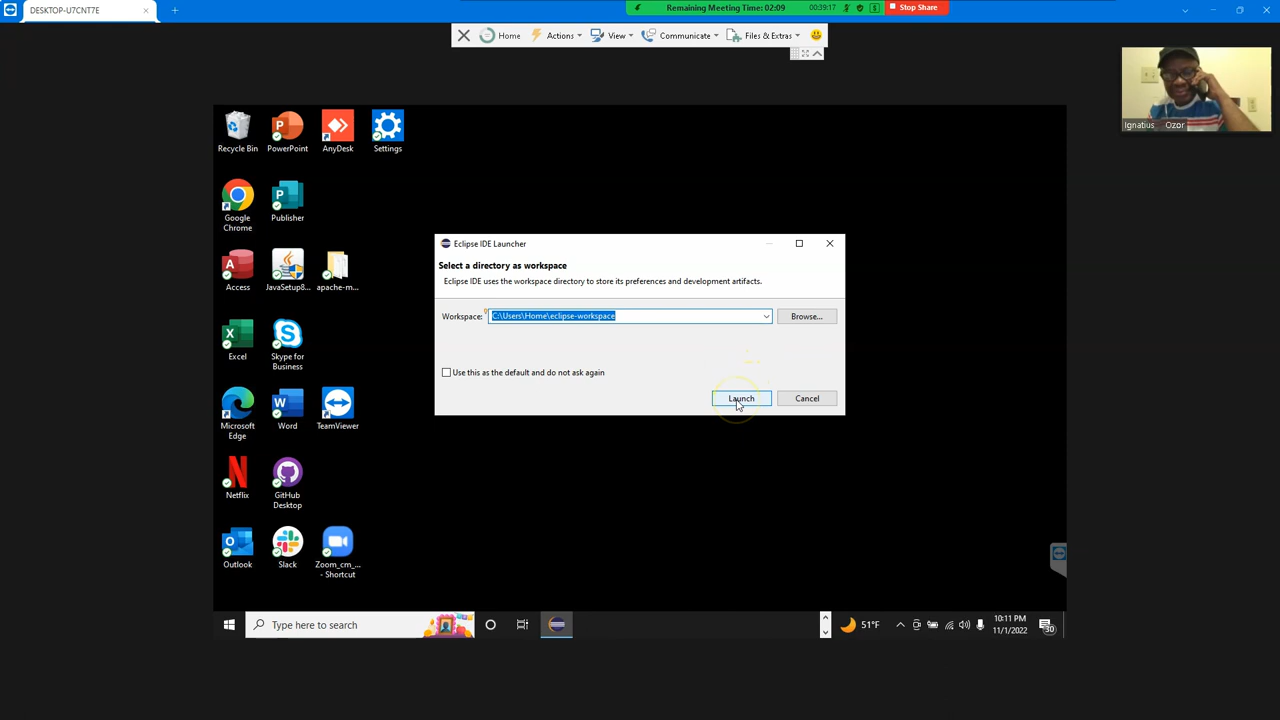 DESKTOP-U7CNT7E
Remaining Meeting Time: 02:09
00:39:17
Stop Share
Home
Actions
View
Communicate
Files & Extras
Ignatius Ozor
Recycle Bin
PowerPoint
AnyDesk
Settings
Google
Chrome
Publisher
Access
JavaSetup8...
apache-m...
Excel
Skype for
Business
Microsoft
Edge
Word
TeamViewer
Netflix
GitHub
Desktop
Outlook
Slack
Zoom_cm_...
- Shortcut
Eclipse IDE Launcher
Select a directory as workspace
Eclipse IDE uses the workspace directory to store its preferences and development artifacts.
Workspace:
C:\Users\Home\eclipse-workspace
Browse...
Use this as the default and do not ask again
Launch
Cancel
Type here to search
51°F
10:11 PM
11/1/2022
30